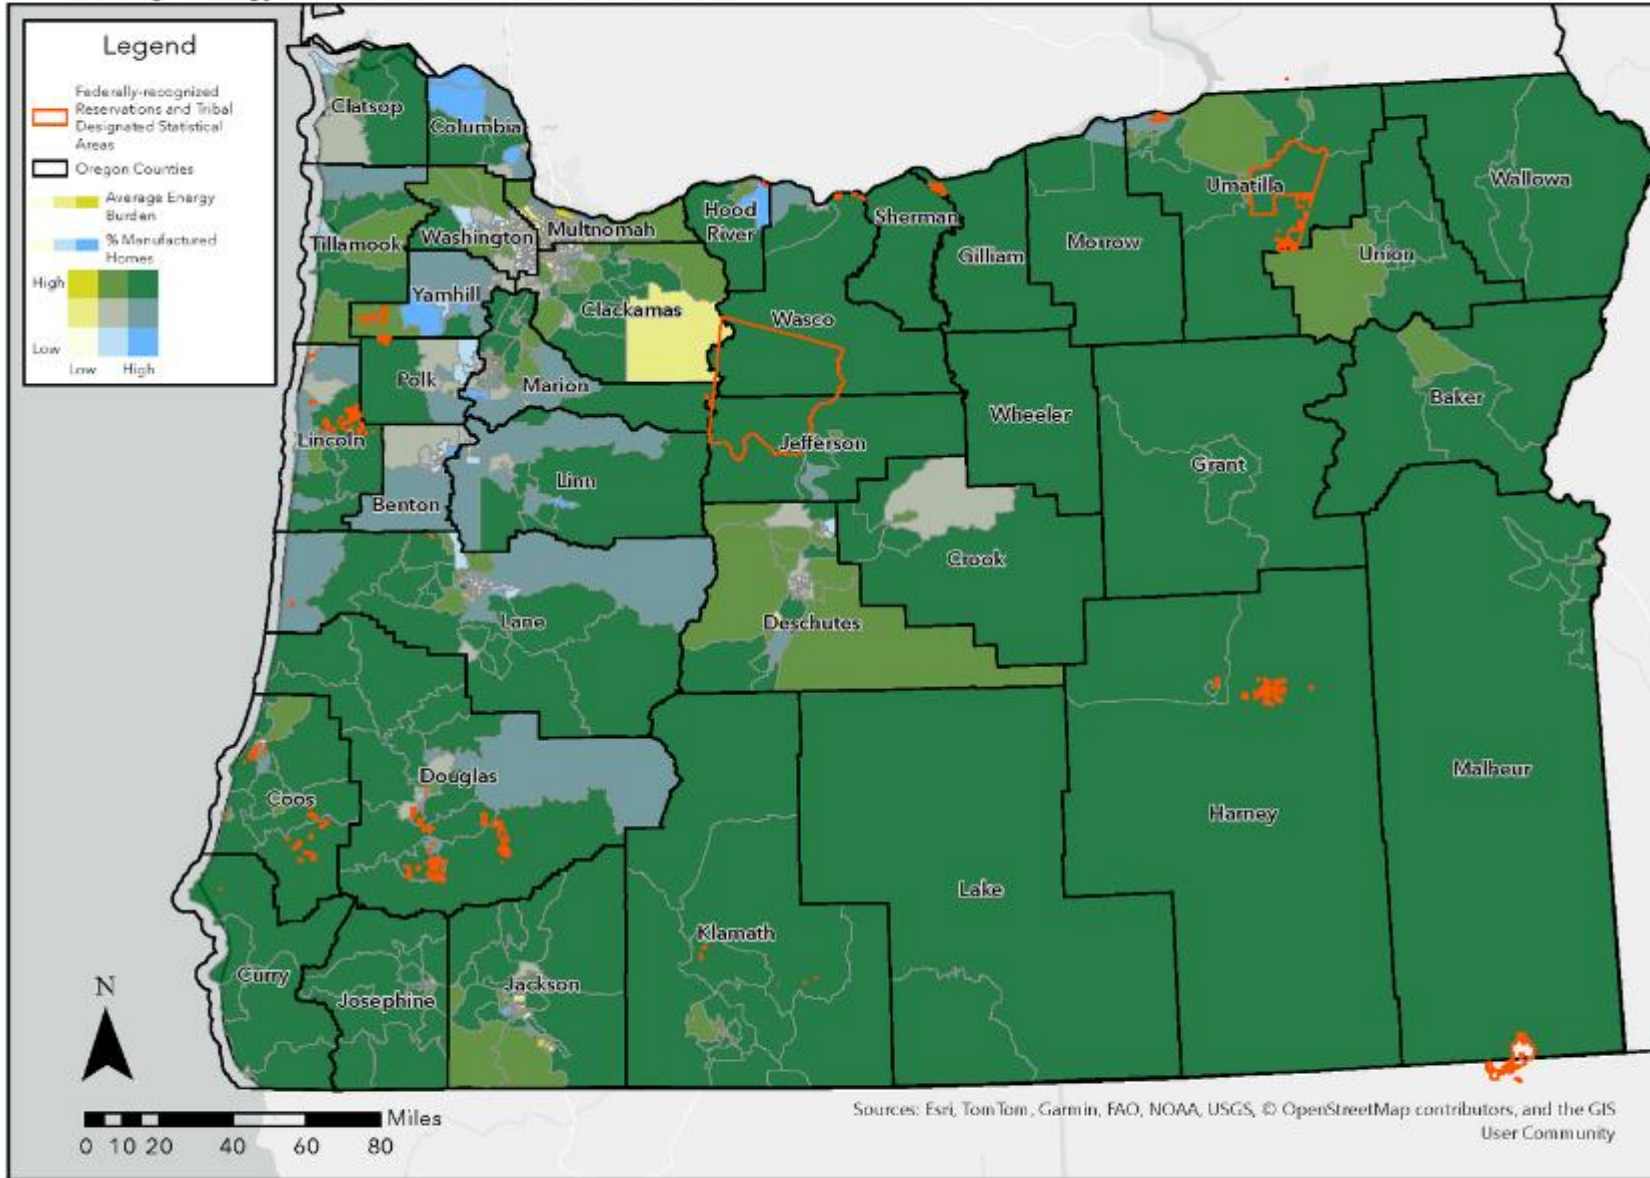 Legend
Federally-recognized
Reservations and Tribal
Designated Statistical
Areas
Oregon Counties
Average Energy
Burden
% Manufactured
Homes
High
Low
Low High
Clatsop
Columbia
Tillamook
Washington
Multnomah
Hood
River
Sherman
Gilliam
Morrow
Umatilla
Wallowa
Union
Yamhill
Clackamas
Wasco
Polk
Marion
Wheeler
Baker
Lincoln
Jefferson
Grant
Benton
Linn
Crook
Lane
Deschutes
Douglas
Coos
Malheur
Harney
Lake
Klamath
Curry
Josephine
Jackson
N
Miles
0 10 20 40 60 80
Sources: Esri, TomTom, Garmin, FAO, NOAA, USGS, © OpenStreetMap contributors, and the GIS
User Community